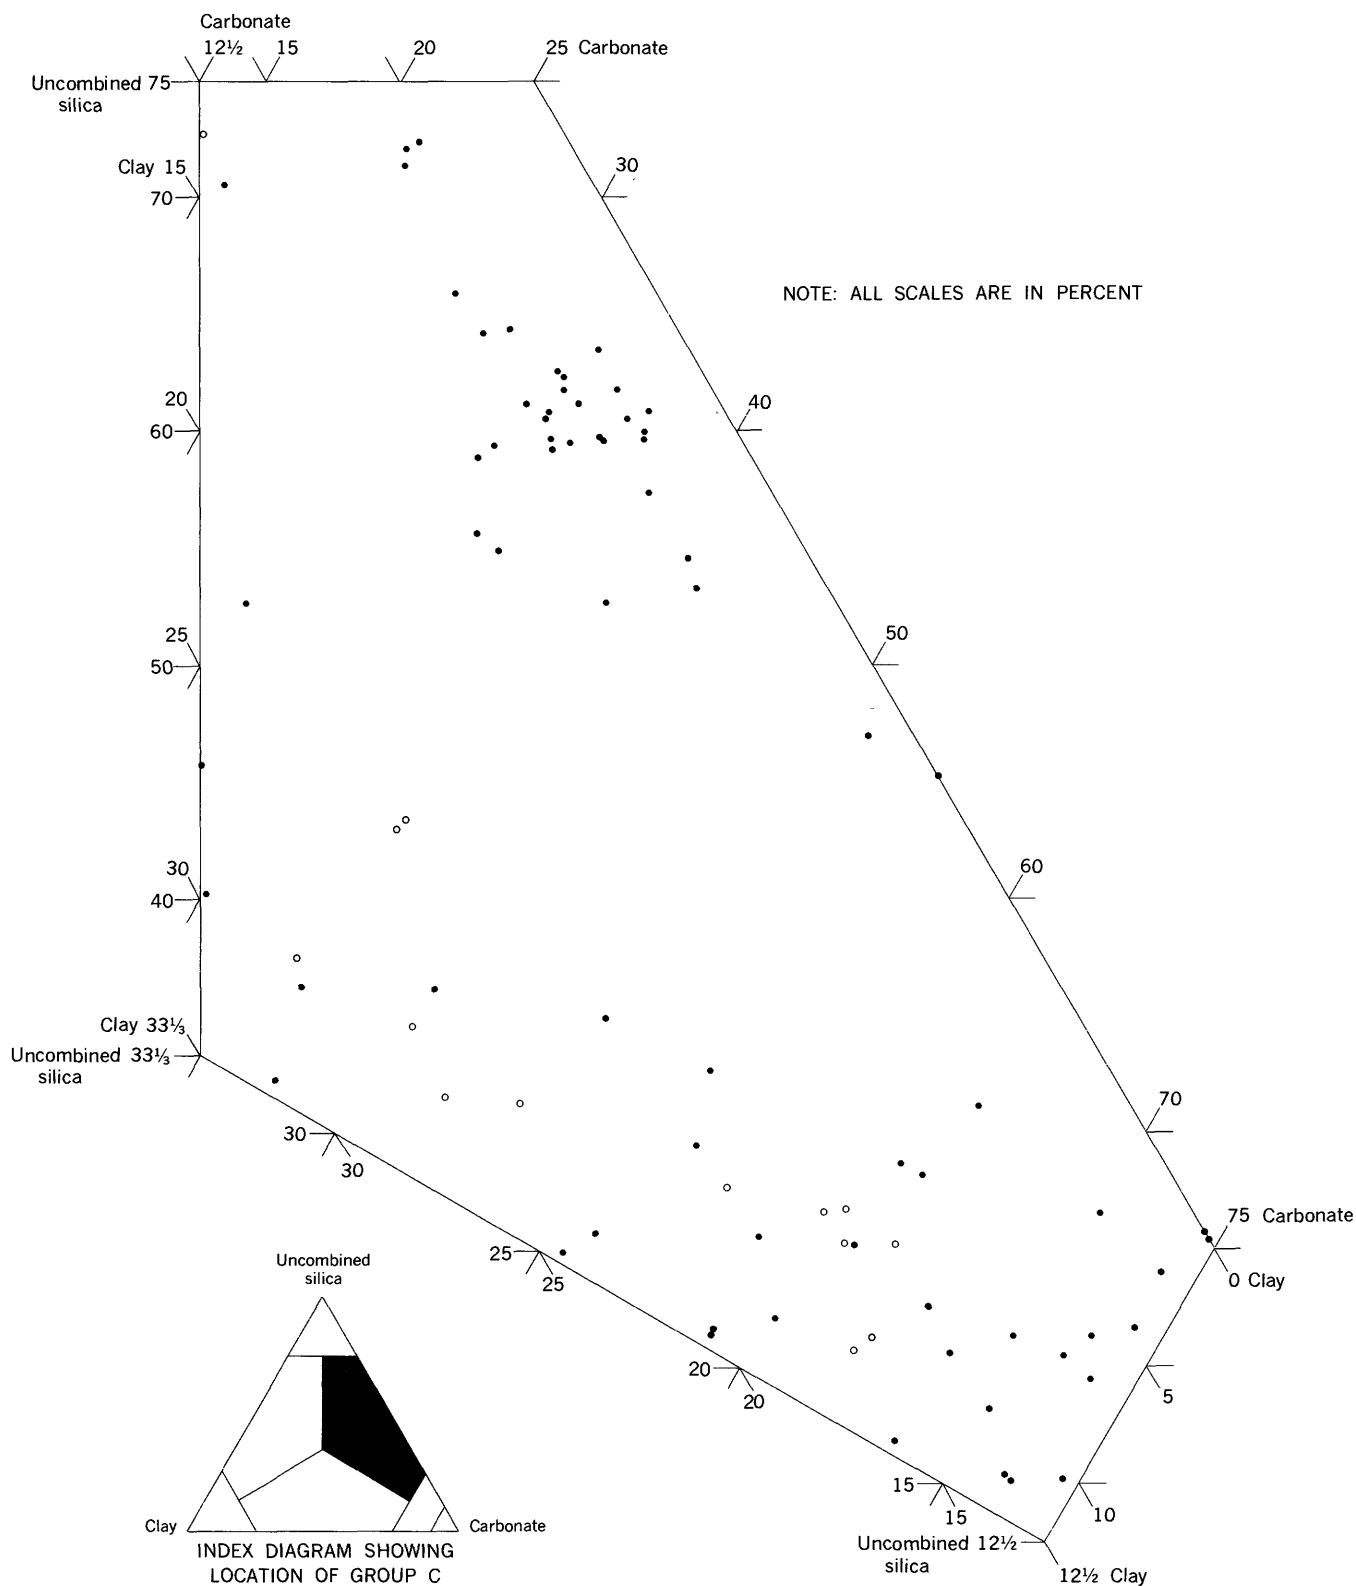 Carbonate
12½ 15 20 25 Carbonate
Uncombined 75
silica
Clay 15
70
30
NOTE: ALL SCALES ARE IN PERCENT
20
60
40
25
50
50
30
40
60
Clay 33⅓
Uncombined 33⅓
silica
70
30
30
75 Carbonate
0 Clay
25
25
20
20
5
15
15
10
Uncombined 12½
silica
12½ Clay
Uncombined
silica
Clay
Carbonate
INDEX DIAGRAM SHOWING
LOCATION OF GROUP C